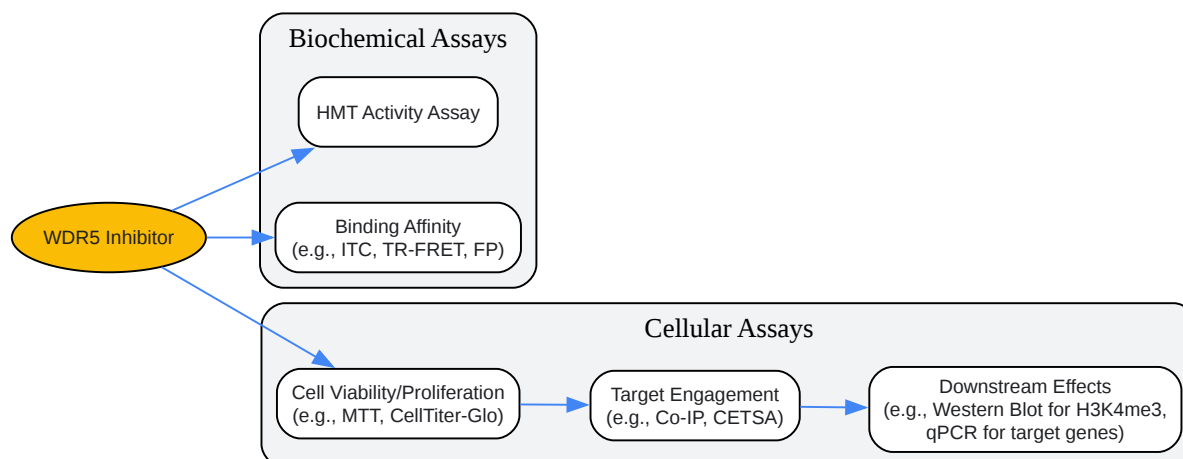 Biochemical Assays
HMT Activity Assay
WDR5 Inhibitor
Binding Affinity
(e.g., ITC, TR-FRET, FP)
Cellular Assays
Cell Viability/Proliferation
(e.g., MTT, CellTiter-Glo)
Target Engagement
(e.g., Co-IP, CETSA)
Downstream Effects
(e.g., Western Blot for H3K4me3,
qPCR for target genes)